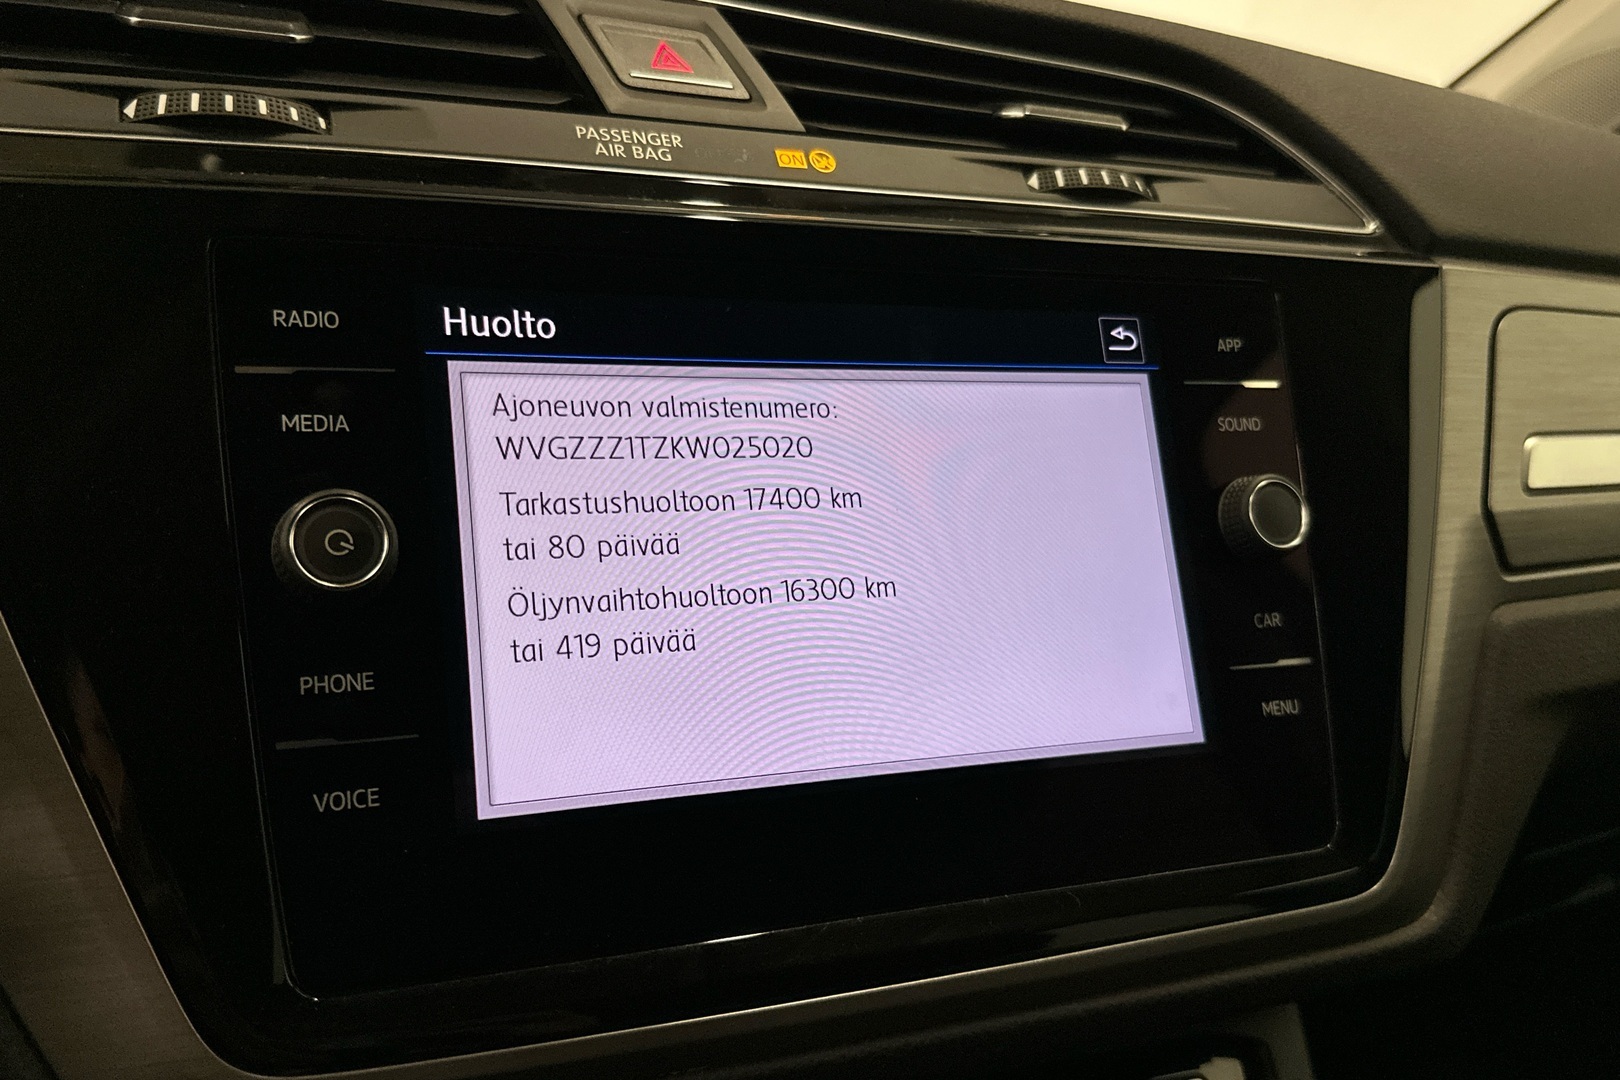 PASSENGER
AIR BAG
ON
RADIO
MEDIA
PHONE
VOICE
Huolto
Ajoneuvon valmistenumero:
WVGZZZ1TZKW025020
Tarkastushuoltoon 17400 km
tai 80 päivää
Öljynvaihtohuoltoon 16300 km
tai 419 päivää
APP
SOUND
CAR
MENU